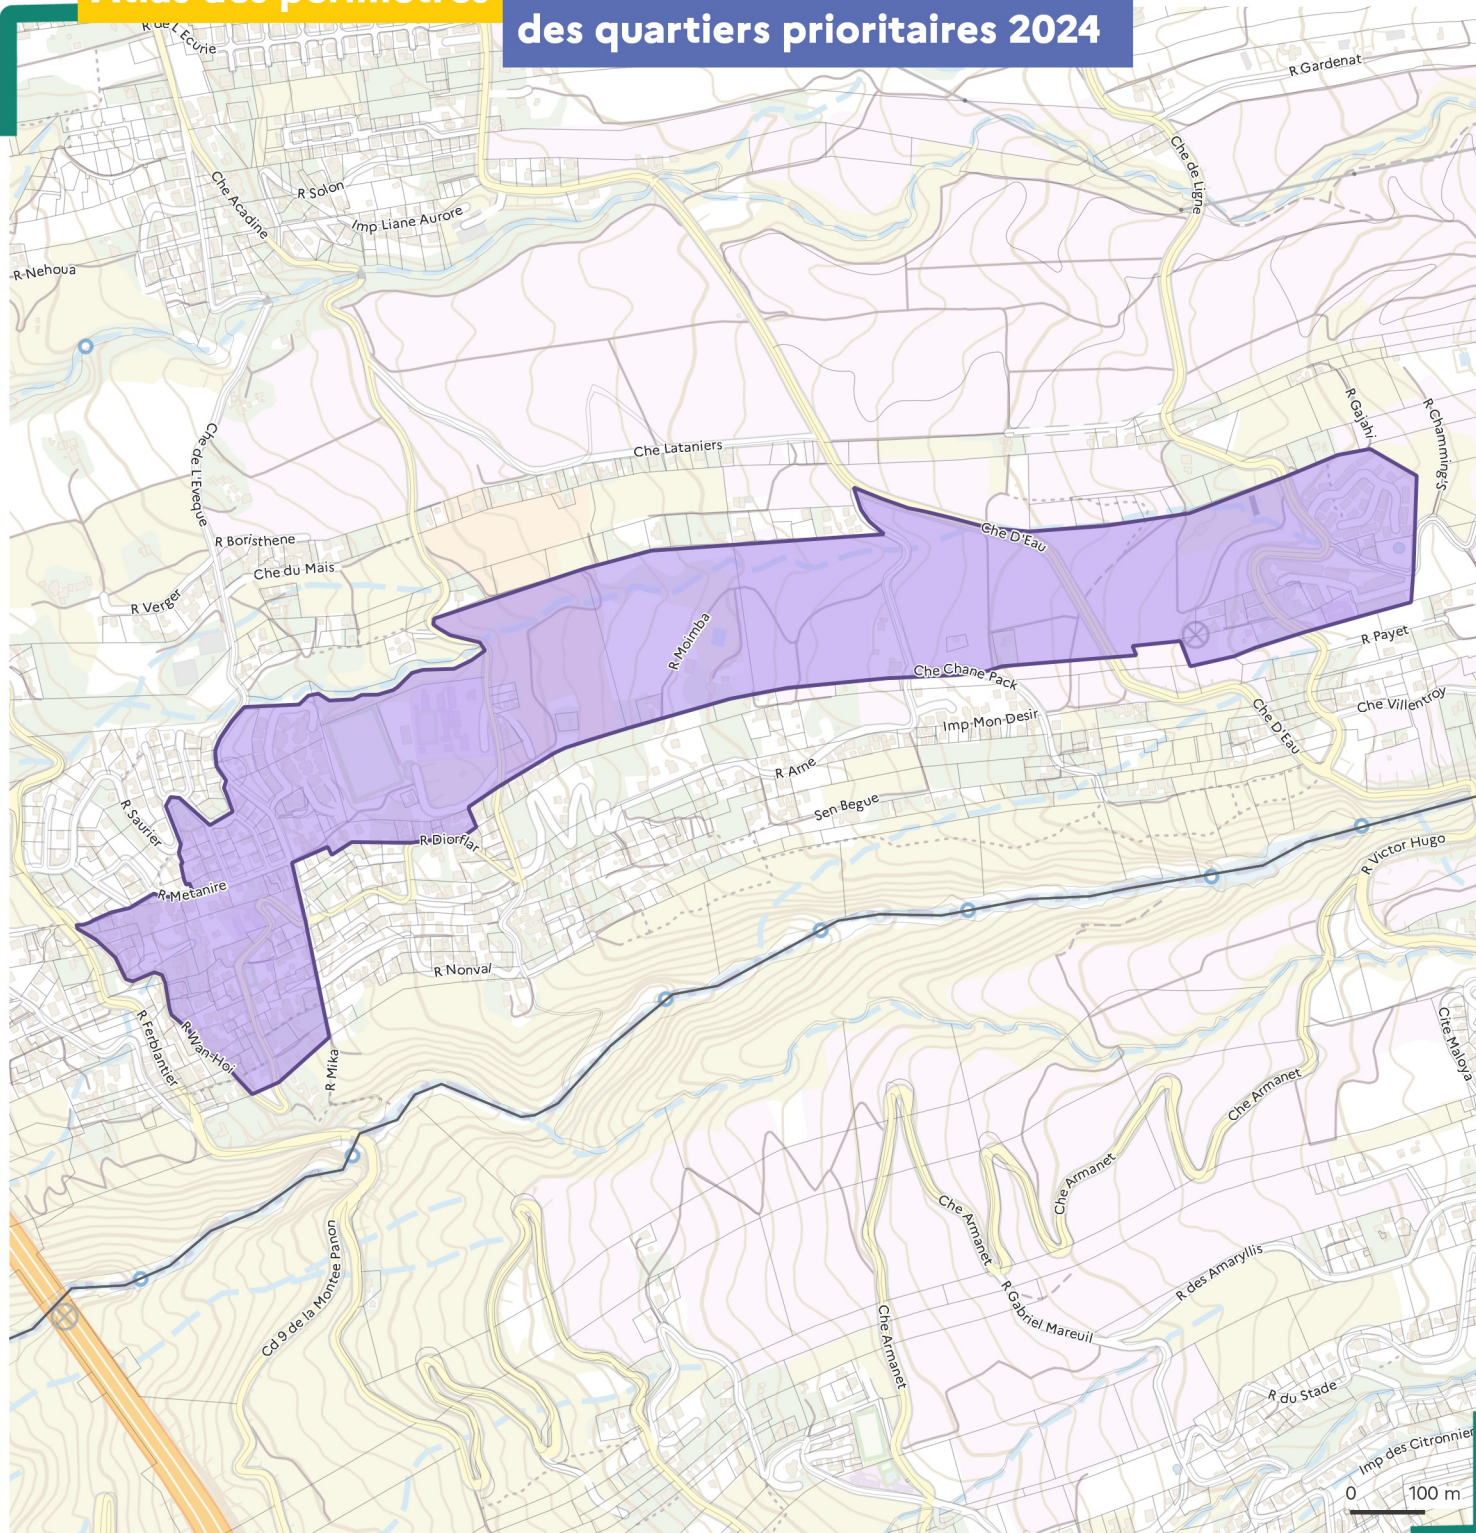 Atlas des périmètres
des quartiers prioritaires 2024
R de L'Ecurie
R Gardenat
Che de Ligne
Che Acadine
R Solon
Imp Liane Aurore
R Nehoua
Che de L'Eveque
Che Lataniers
R Gajahi
R Chamming'S
R Boristhene
Che du Mais
R Verger
Che D'Eau
R Moimba
R Payet
Che Chane Pack
Imp Mon Desir
Che Villentroy
Che D'Eau
R Arne
Sen Begue
R Saurier
R Diorflar
R Victor Hugo
R Metanire
R Nonval
R Ferblantier
R Wan-Hoi
R Mika
Cite Maloya
Che Armanet
Che Armanet
Che Armanet
Cd 9 de la Montee Panon
R des Amaryllis
R Gabriel Mareuil
Che Armanet
R du Stade
Imp des Citronnier
0 100 m